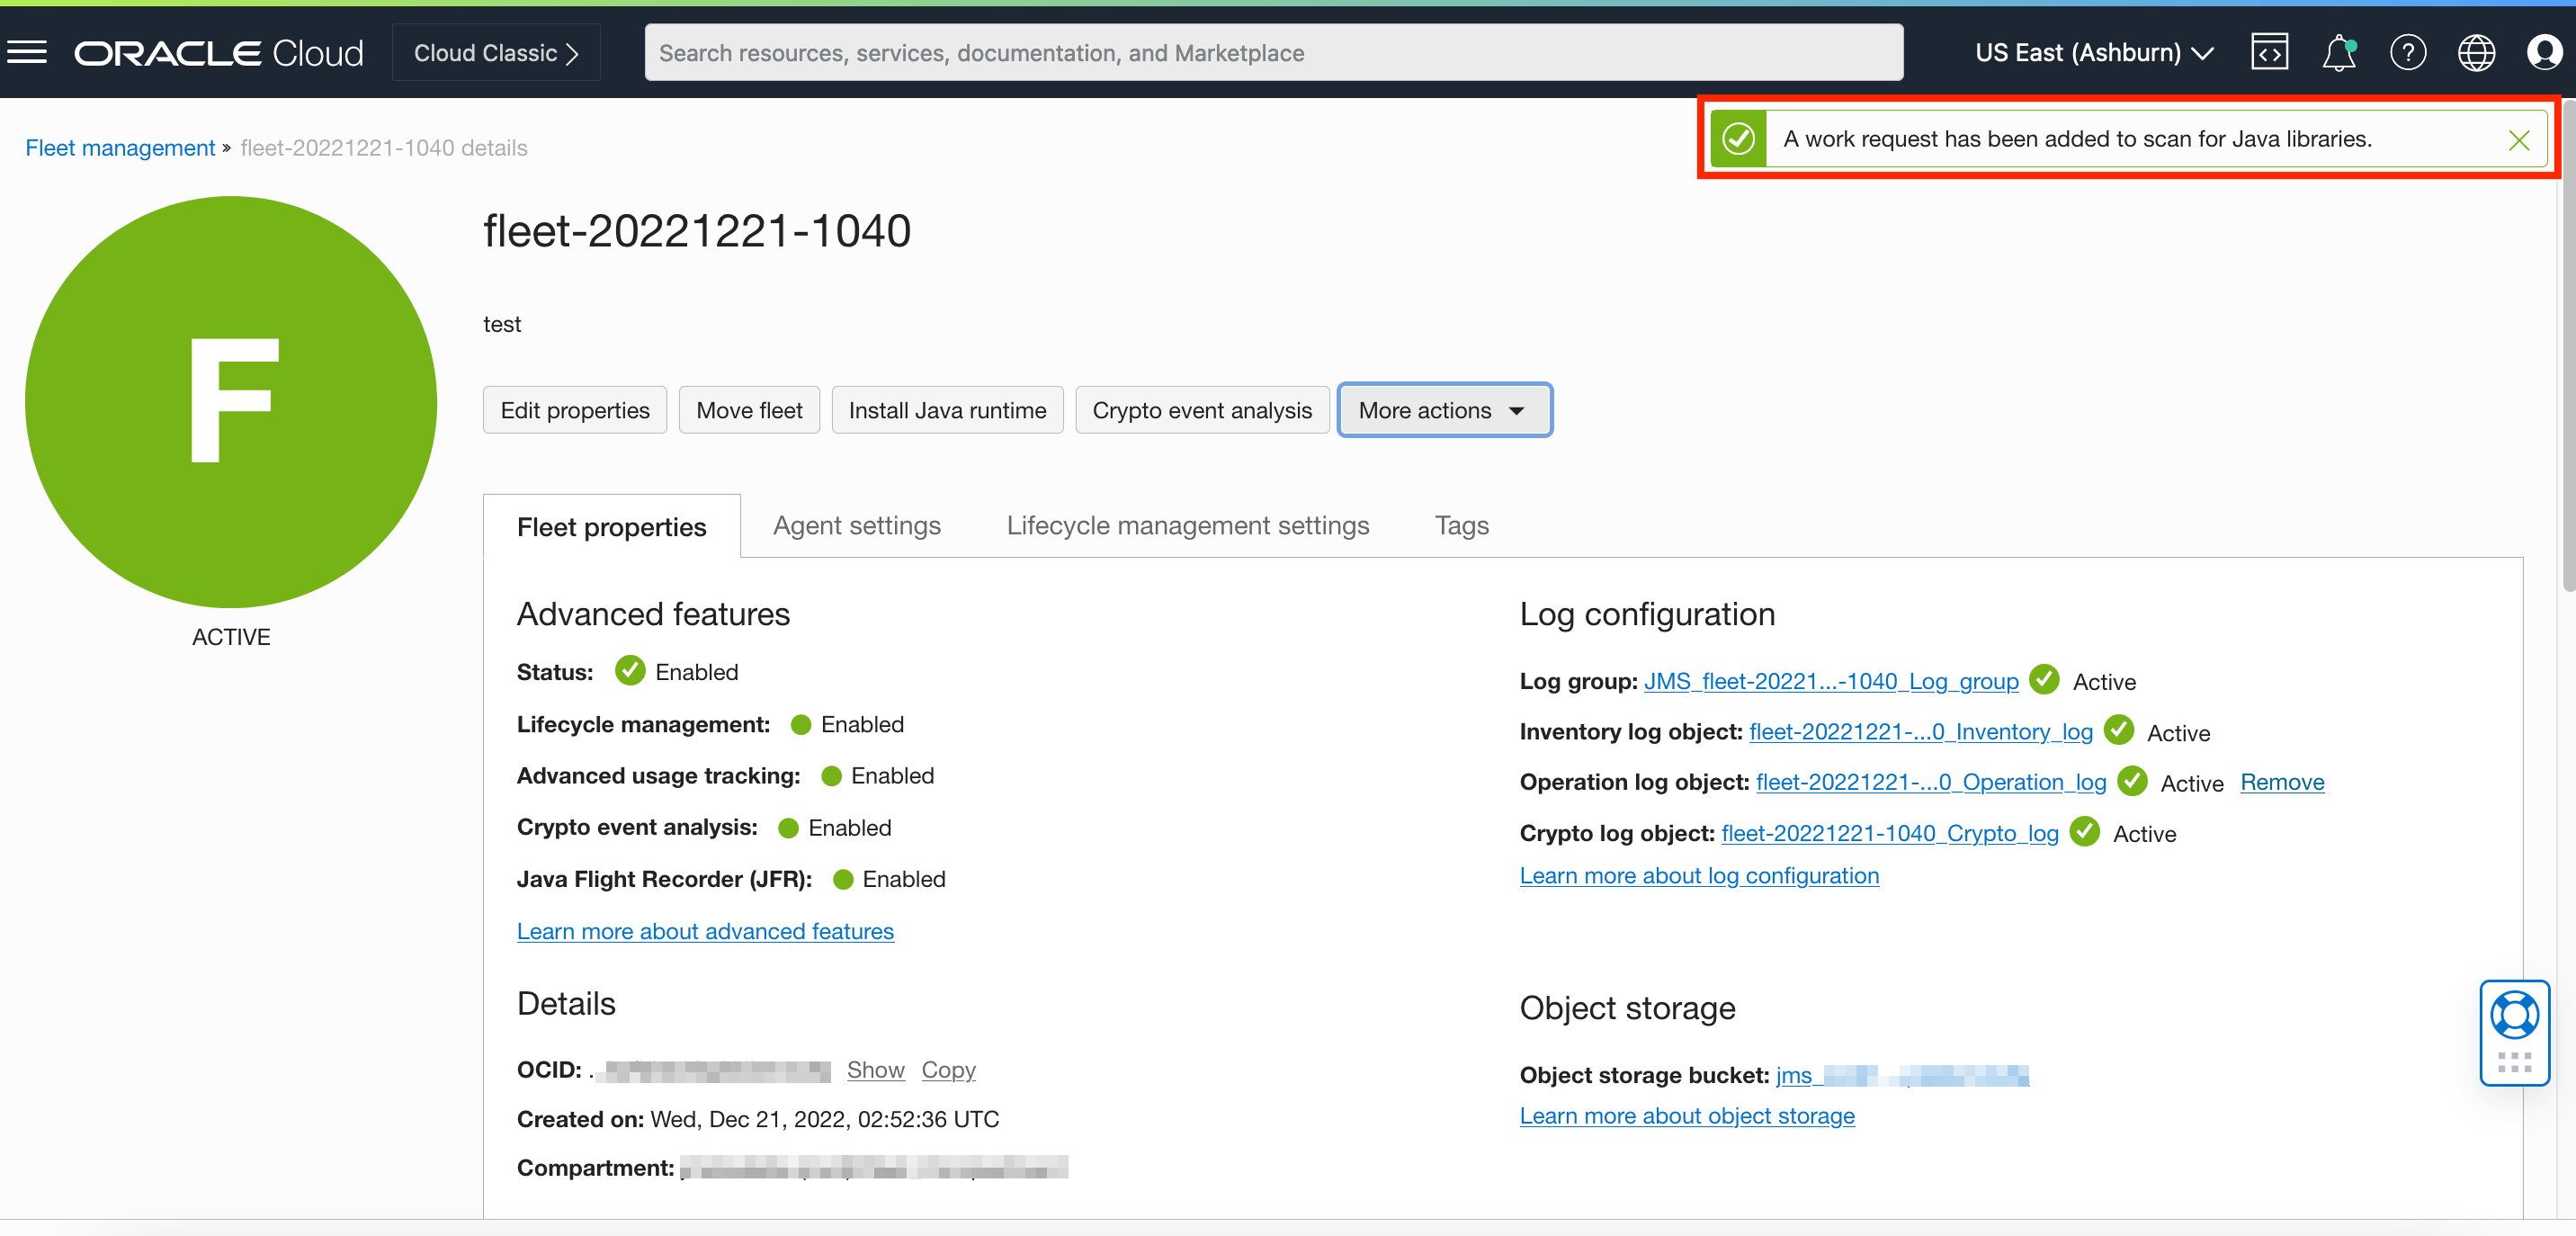 ORACLE Cloud
Cloud Classic
Search resources, services, documentation, and Marketplace
US East (Ashburn)
Fleet management » fleet-20221221-1040 details
A work request has been added to scan for Java libraries.
F
ACTIVE
fleet-20221221-1040
test
Edit properties
Move fleet
Install Java runtime
Crypto event analysis
More actions
Fleet properties
Agent settings
Lifecycle management settings
Tags
Advanced features
Status: Enabled
Lifecycle management: Enabled
Advanced usage tracking: Enabled
Crypto event analysis: Enabled
Java Flight Recorder (JFR): Enabled
Learn more about advanced features
Log configuration
Log group: JMS_fleet-20221...-1040_Log_group Active
Inventory log object: fleet-20221221-...0_Inventory_log Active
Operation log object: fleet-20221221-...0_Operation_log Active Remove
Crypto log object: fleet-20221221-1040_Crypto_log Active
Learn more about log configuration
Details
OCID: Show Copy
Created on: Wed, Dec 21, 2022, 02:52:36 UTC
Compartment:
Object storage
Object storage bucket: jms_
Learn more about object storage